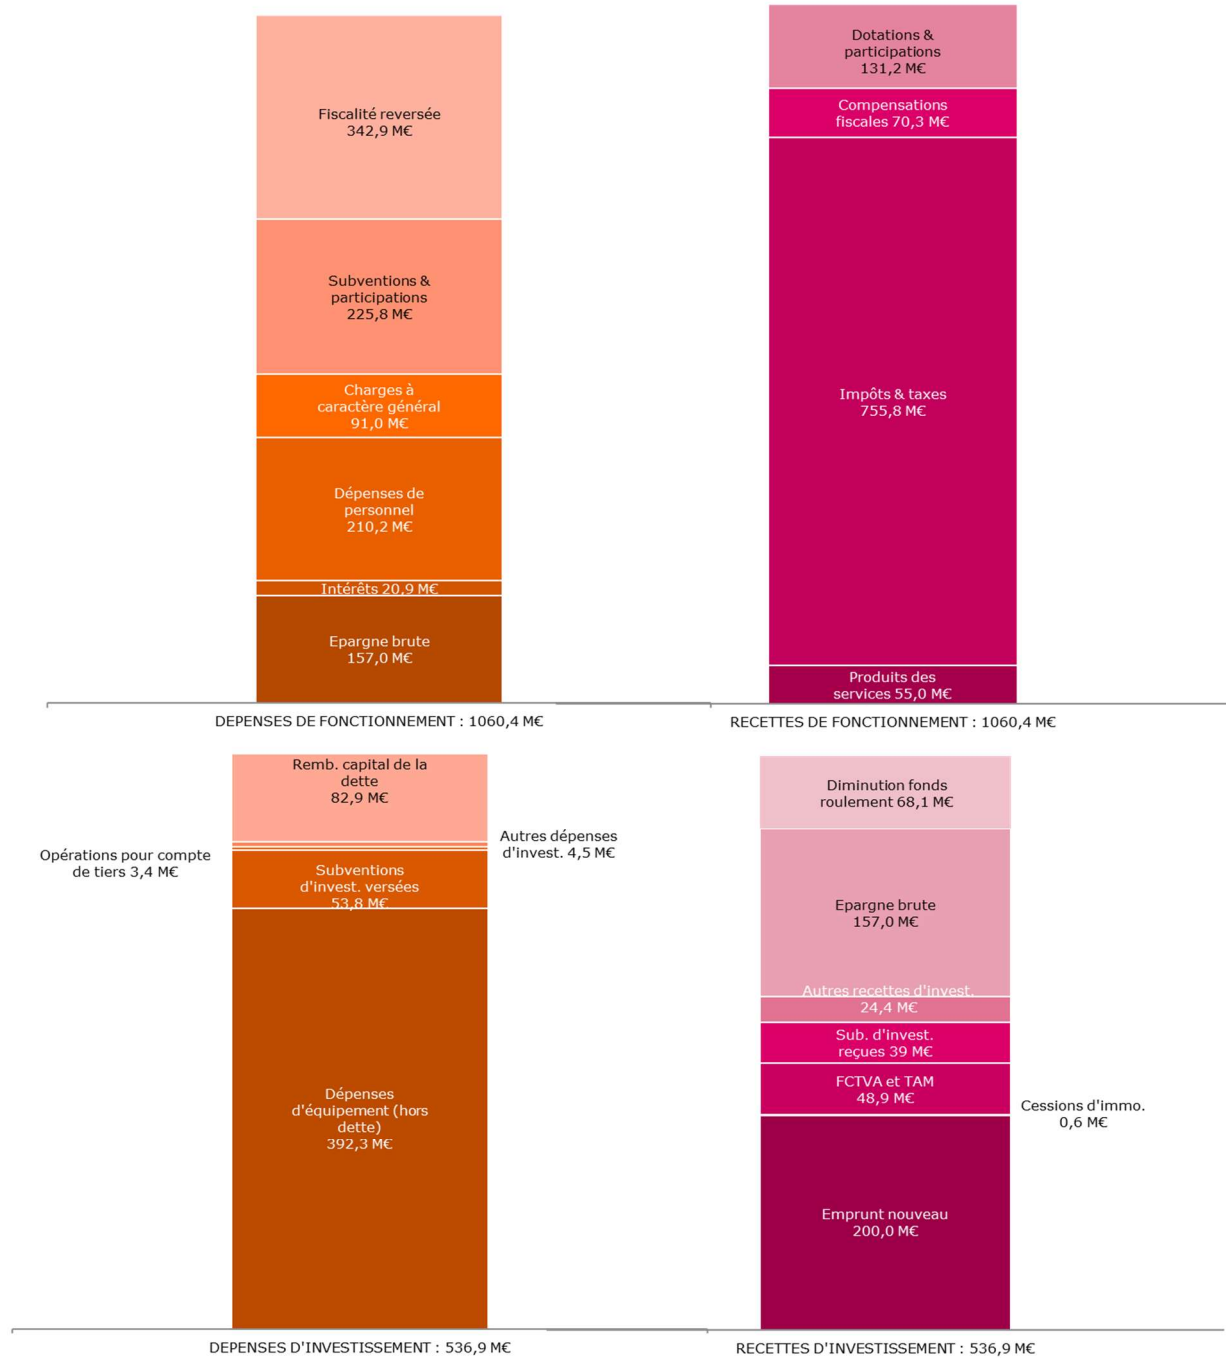 Fiscalité reversée
342,9 M€
Subventions &
participations
225,8 M€
Charges à
caractère général
91,0 M€
Dépenses de
personnel
210,2 M€
Intérêts 20,9 M€
Epargne brute
157,0 M€
DEPENSES DE FONCTIONNEMENT : 1060,4 M€
Dotations &
participations
131,2 M€
Compensations
fiscales 70,3 M€
Impôts & taxes
755,8 M€
Produits des
services 55,0 M€
RECETTES DE FONCTIONNEMENT : 1060,4 M€
Remb. capital de la
dette
82,9 M€
Autres dépenses
d'invest. 4,5 M€
Opérations pour compte
de tiers 3,4 M€
Subventions
d'invest. versées
53,8 M€
Dépenses
d'équipement (hors
dette)
392,3 M€
DEPENSES D'INVESTISSEMENT : 536,9 M€
Diminution fonds
roulement 68,1 M€
Epargne brute
157,0 M€
Autres recettes d'invest.
24,4 M€
Sub. d'invest.
reçues 39 M€
FCTVA et TAM
48,9 M€
Cessions d'immo.
0,6 M€
Emprunt nouveau
200,0 M€
RECETTES D'INVESTISSEMENT : 536,9 M€